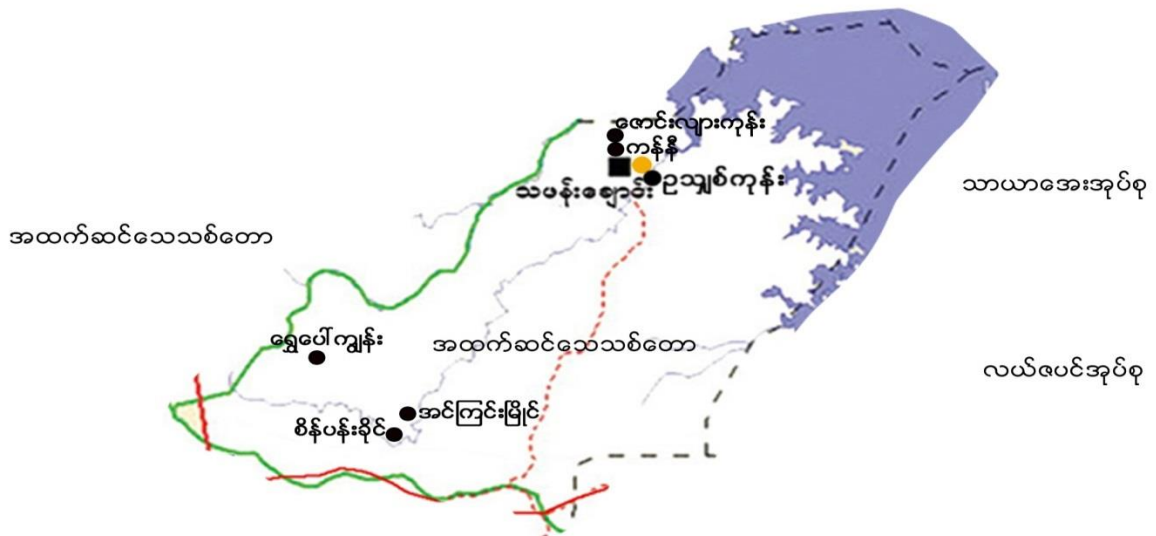 ဇောင်းလျားကုန်း
ကန်နီ
သဖန်းချောင်း
ဥသျှစ်ကုန်း
သာယာအေးအုပ်စု
အထက်ဆင်သေသစ်တော
ရွှေပေါ်ကျွန်း
အထက်ဆင်သေသစ်တော
လယ်ဇပင်အုပ်စု
အင်ကြင်းမြိုင်
စိန်ပန်းခိုင်